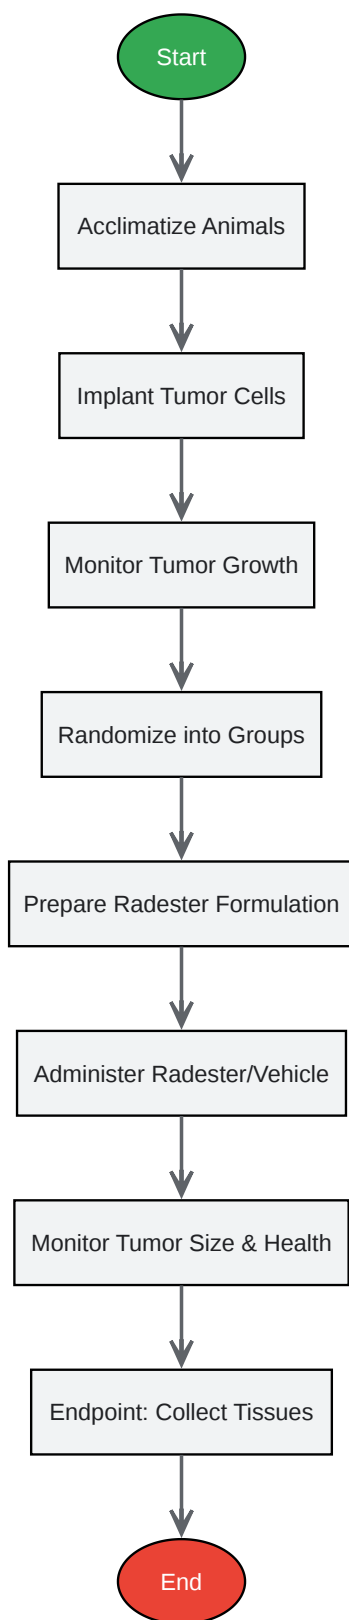 Start
Acclimatize Animals
Implant Tumor Cells
Monitor Tumor Growth
Randomize into Groups
Prepare Radester Formulation
Administer Radester/Vehicle
Monitor Tumor Size & Health
Endpoint: Collect Tissues
End